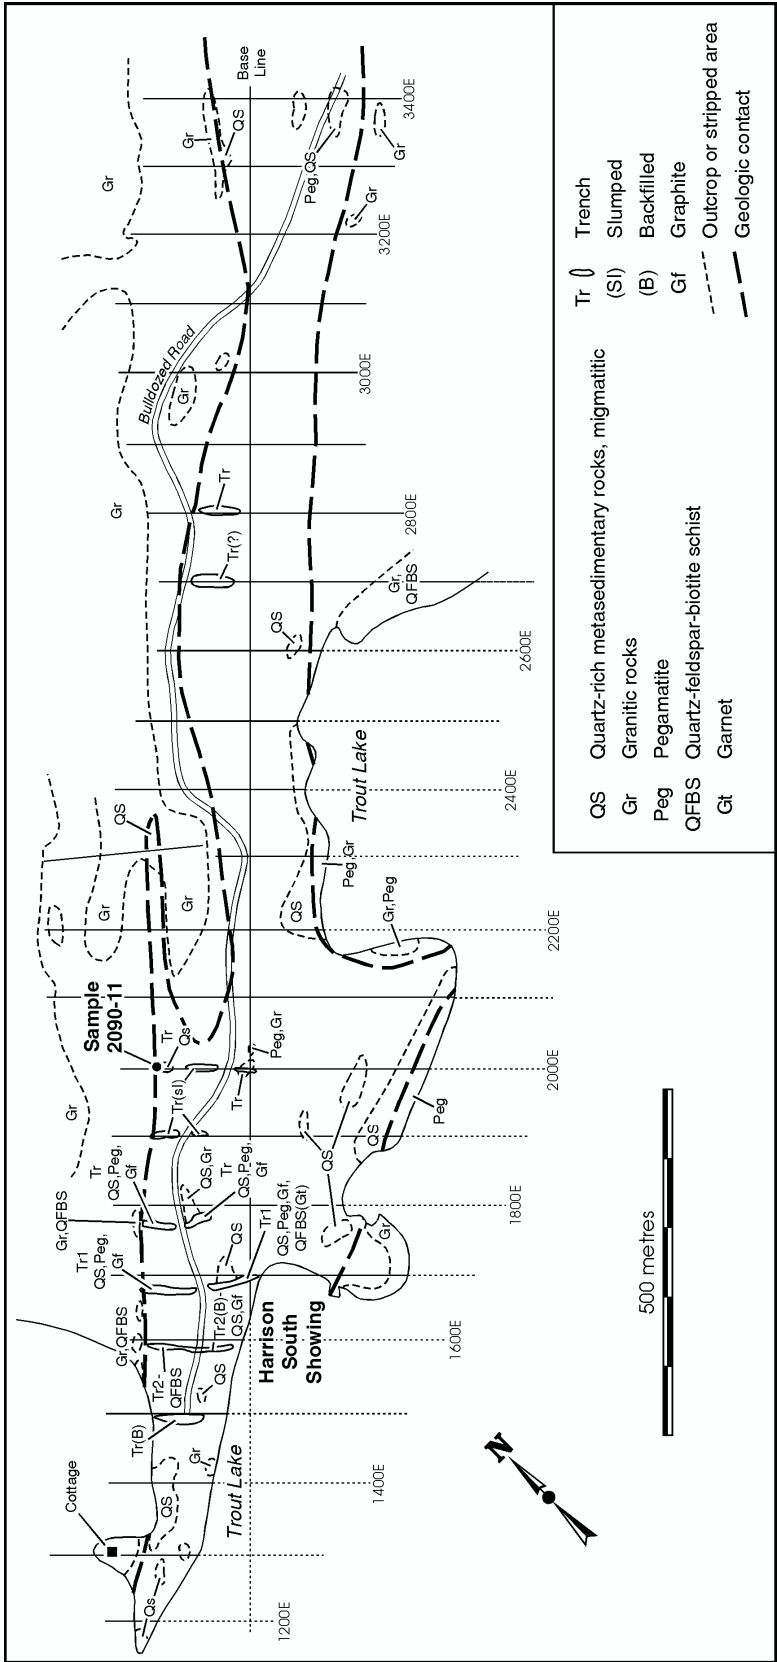 Base
Line
Gr
Gr
QS
3400E
Gr
Peg,QS
Gr
3200E
Bulldozed Road
Gr
3000E
Gr
Tr
2800E
Tr(?)
Gr,
QFBS
QS
2600E
Trout Lake
2400E
QS
Peg,Gr
Gr
Gr
QS
Gr,Peg
2200E
Sample
2090-11
Tr
Qs
Peg,Gr
2000E
Gr
Tr(sl)
Tr
Peg
QS
QS
Tr
QS,Peg,
Gf
QS,Gr
Tr
QS,Peg,
Gf
1800E
Gr,QFBS
Tr1
QS,Peg,
Gf
QS
Tr1
QS,Peg,Gf,
QFBS(Gt)
Gr
Gr,QFBS
Tr2(B)-
QS,Gf
Harrison
South
Showing
1600E
Tr2-
QFBS
QS
Tr(B)
Gr
Trout Lake
1400E
Cottage
QS
Qs
1200E
N
500 metres
QS Quartz-rich metasedimentary rocks, migmatitic
Gr Granitic rocks
Peg Pegamatite
QFBS Quartz-feldspar-biotite schist
Gt Garnet
Tr Trench
(Sl) Slumped
(B) Backfilled
Gf Graphite
Outcrop or stripped area
Geologic contact